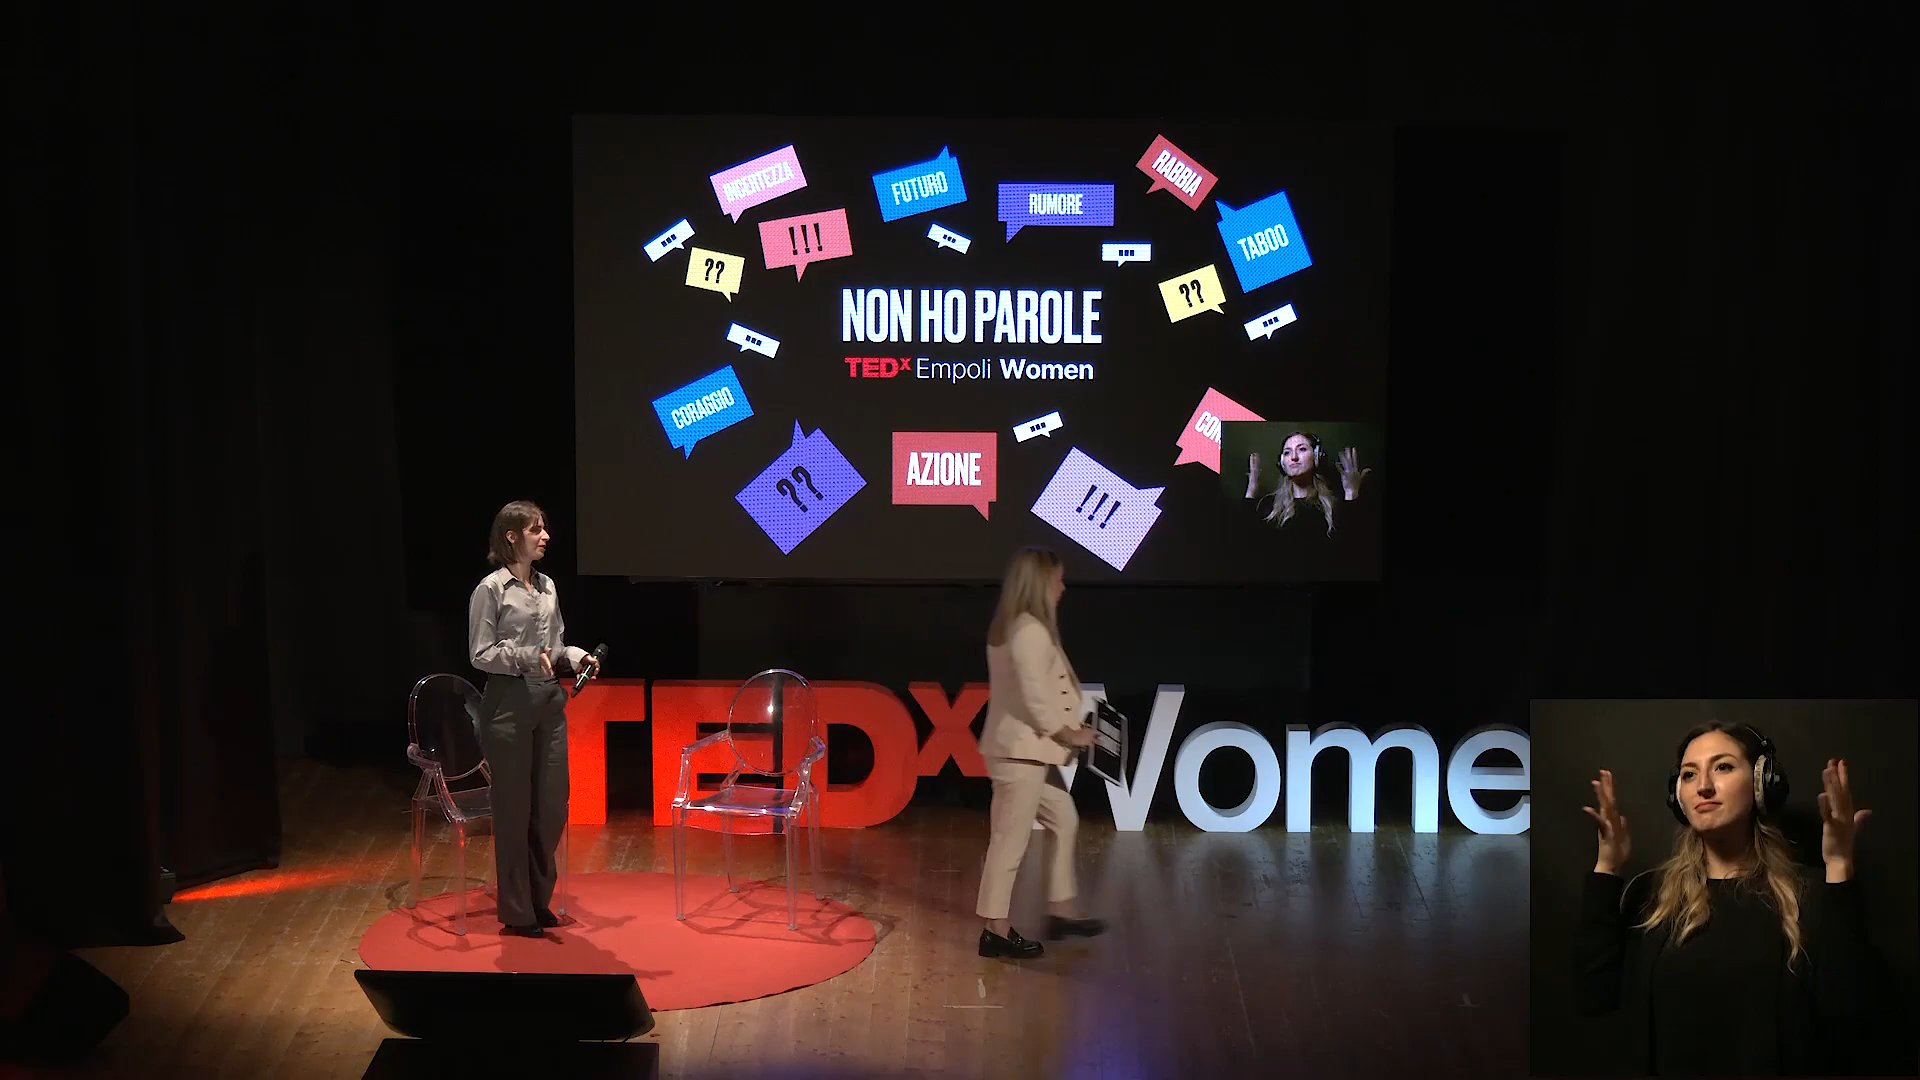 INCERTEZZA
FUTURO
RUMORE
RABBIA
!!!
...
??
...
...
TABOO
??
...
NON HO PAROLE
TEDx Empoli Women
...
CORAGGIO
...
??
AZIONE
!!!
TEDx Wome